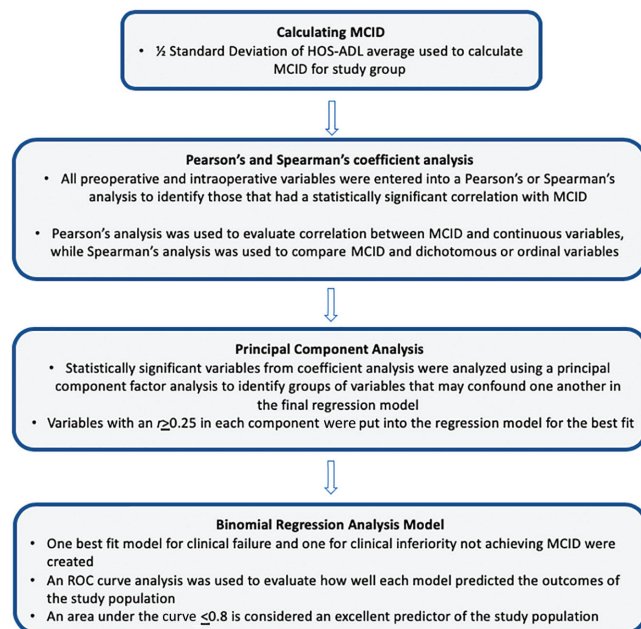 Calculating MCID
• ½ Standard Deviation of HOS-ADL average used to calculate
MCID for study group
Pearson's and Spearman's coefficient analysis
• All preoperative and intraoperative variables were entered into a Pearson's or Spearman's
analysis to identify those that had a statistically significant correlation with MCID
• Pearson's analysis was used to evaluate correlation between MCID and continuous variables,
while Spearman's analysis was used to compare MCID and dichotomous or ordinal variables
Principal Component Analysis
• Statistically significant variables from coefficient analysis were analyzed using a principal
component factor analysis to identify groups of variables that may confound one another in
the final regression model
• Variables with an r≥0.25 in each component were put into the regression model for the best fit
Binomial Regression Analysis Model
• One best fit model for clinical failure and one for clinical inferiority not achieving MCID were
created
• An ROC curve analysis was used to evaluate how well each model predicted the outcomes of
the study population
• An area under the curve ≤0.8 is considered an excellent predictor of the study population